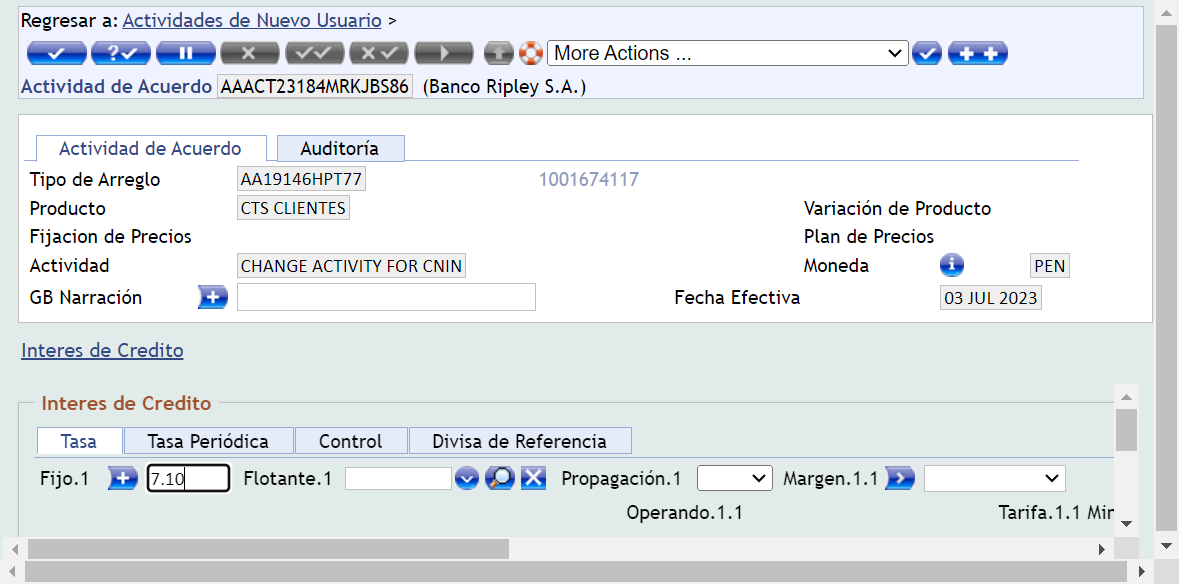 Regresar a: Actividades de Nuevo Usuario >
More Actions ...
Actividad de Acuerdo AAACT23184MRKJBS86 (Banco Ripley S.A.)
Actividad de Acuerdo Auditoría
Tipo de Arreglo AA19146HPT77 1001674117
Producto CTS CLIENTES Variación de Producto
Fijacion de Precios Plan de Precios
Actividad CHANGE ACTIVITY FOR CNIN Moneda PEN
GB Narración Fecha Efectiva 03 JUL 2023
Interes de Credito
Interes de Credito
Tasa Tasa Periódica Control Divisa de Referencia
Fijo.1 7.10 Flotante.1 Propagación.1 Margen.1.1
Operando.1.1 Tarifa.1.1 Mir